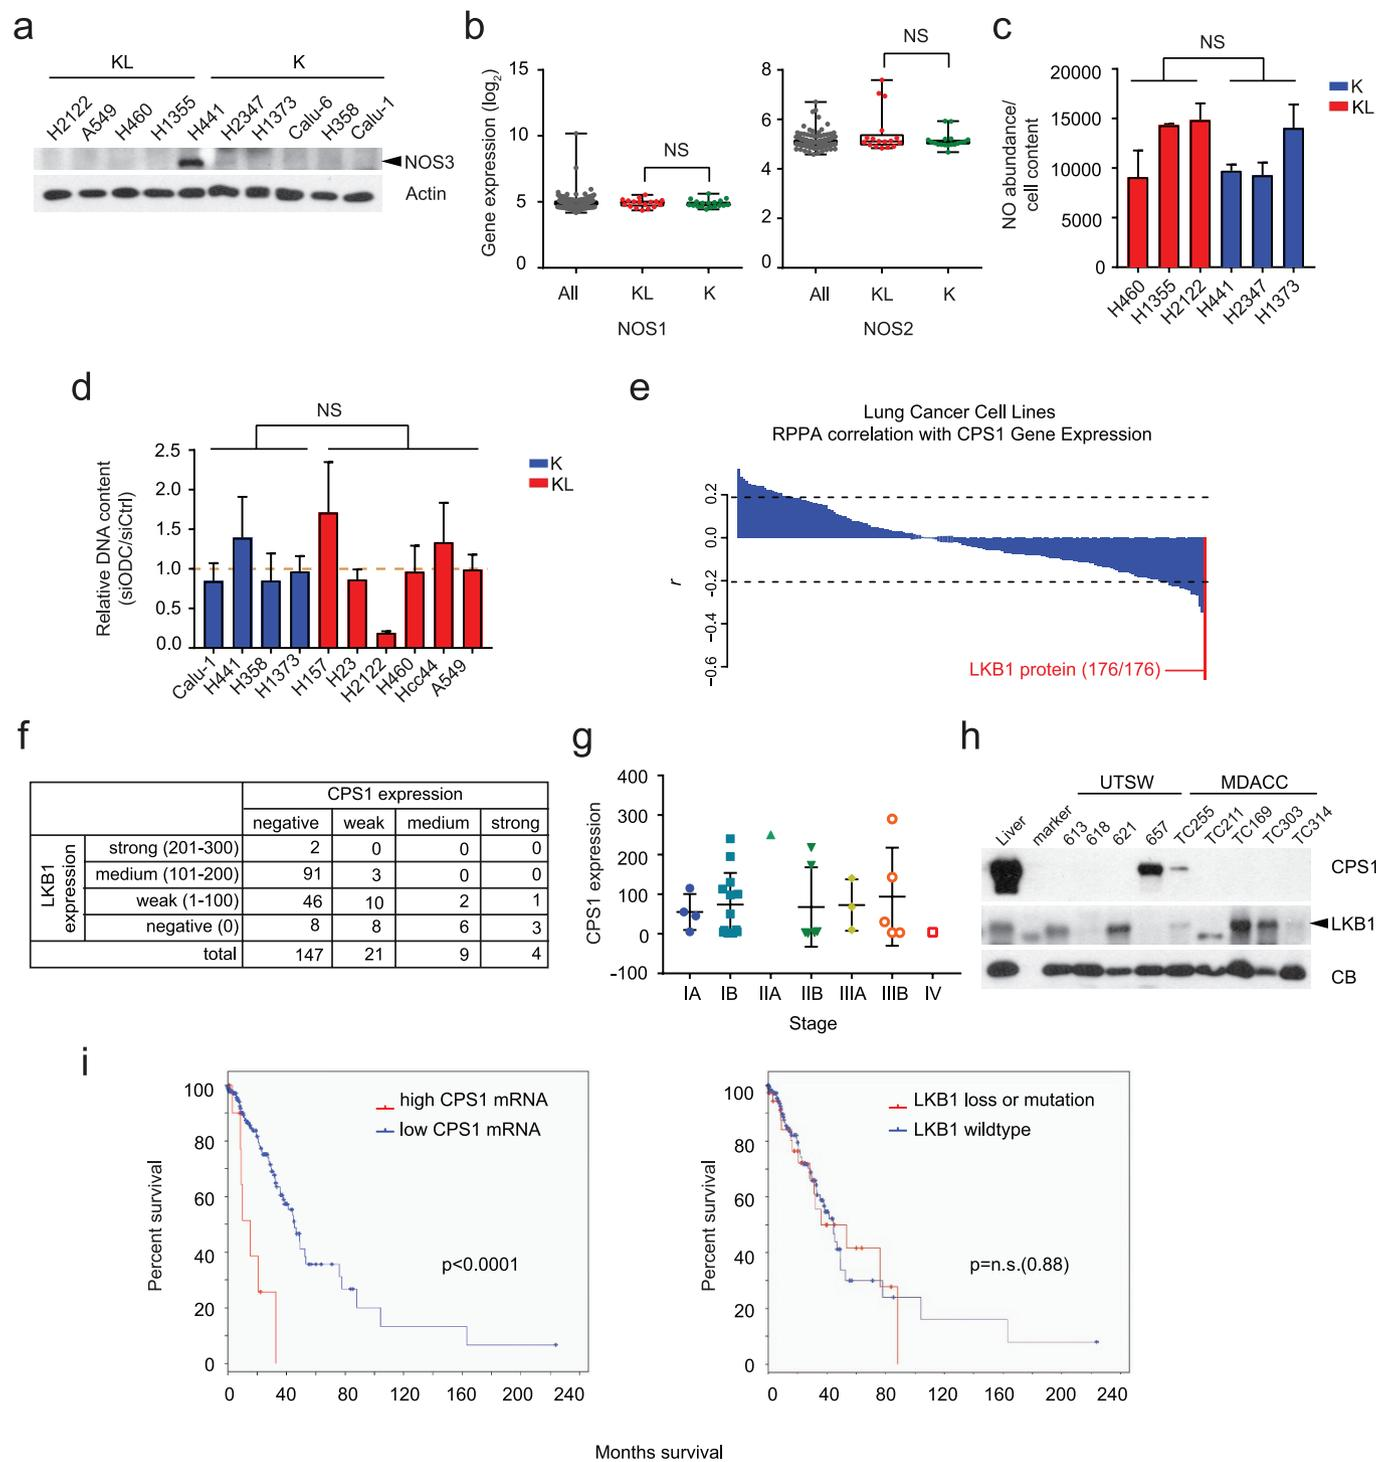 a
KL K
H2122 A549 H460 H1355 H441 H2347 H1373 Calu-6 H358 Calu-1
NOS3
Actin
b
Gene expression (log2)
15
10
5
0
NS
All KL K
NOS1
8
6
4
2
0
NS
All KL K
NOS2
c
NO abundance/
cell content
20000
15000
10000
5000
0
NS
K
KL
H460 H1355 H2122 H441 H2347 H1373
d
Relative DNA content
(siODC/siCtrl)
2.5
2.0
1.5
1.0
0.5
0.0
NS
K
KL
Calu-1 H441 H358 H1373 H157 H23 H2122 H460 Hcc44 A549
e
Lung Cancer Cell Lines
RPPA correlation with CPS1 Gene Expression
r
0.2
0.0
−0.2
−0.4
−0.6
LKB1 protein (176/176)
f
CPS1 expression
negative weak medium strong
LKB1
expression
strong (201-300) 2 0 0 0
medium (101-200) 91 3 0 0
weak (1-100) 46 10 2 1
negative (0) 8 8 6 3
total 147 21 9 4
g
CPS1 expression
400
300
200
100
0
-100
IA IB IIA IIB IIIA IIIB IV
Stage
h
UTSW MDACC
Liver marker 613 618 621 657 TC255 TC211 TC169 TC303 TC314
CPS1
LKB1
CB
i
Percent survival
100
80
60
40
20
0
high CPS1 mRNA
low CPS1 mRNA
p<0.0001
0 40 80 120 160 200 240
Percent survival
100
80
60
40
20
0
LKB1 loss or mutation
LKB1 wildtype
p=n.s.(0.88)
0 40 80 120 160 200 240
Months survival